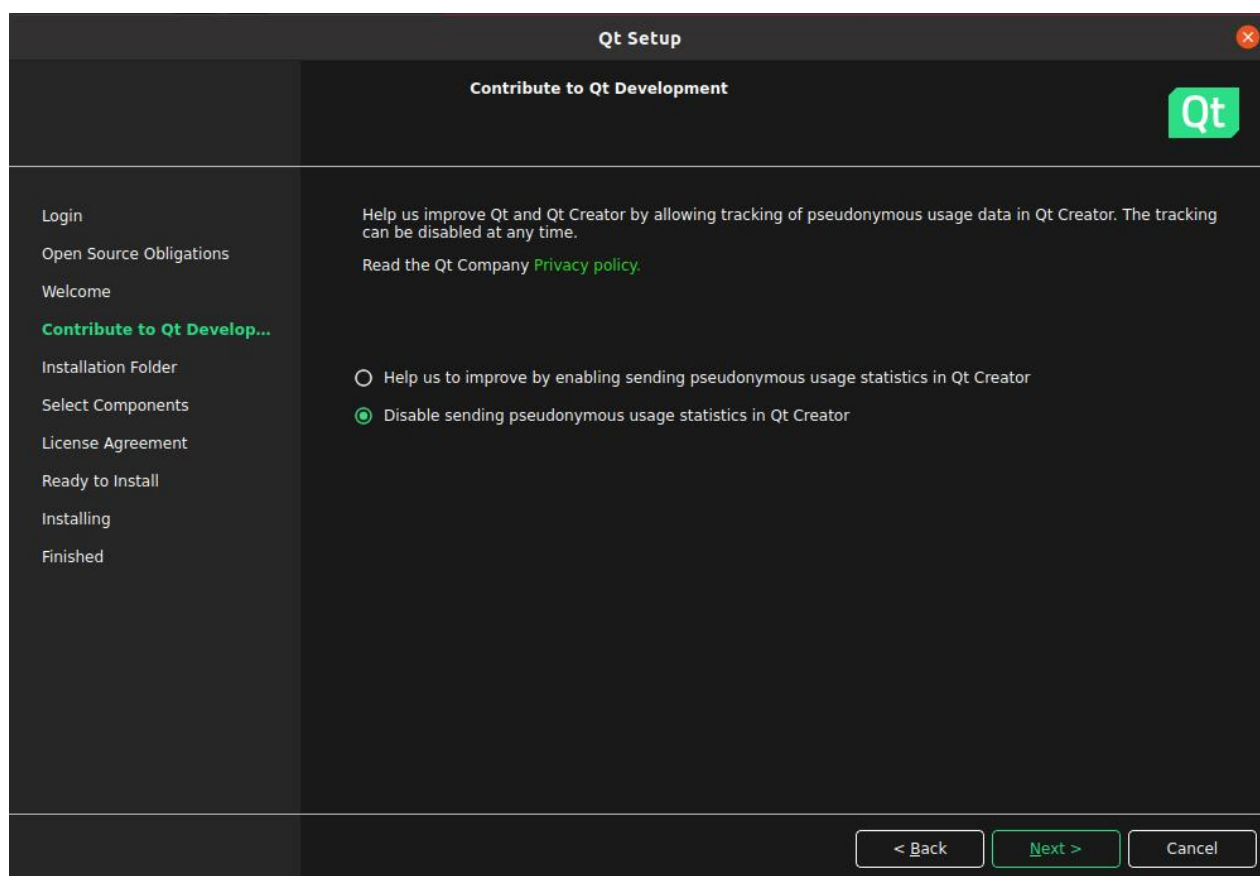 Qt Setup
Contribute to Qt Development
Qt
Login
Open Source Obligations
Welcome
Contribute to Qt Develop...
Installation Folder
Select Components
License Agreement
Ready to Install
Installing
Finished
Help us improve Qt and Qt Creator by allowing tracking of pseudonymous usage data in Qt Creator. The tracking
can be disabled at any time.
Read the Qt Company Privacy policy.
Help us to improve by enabling sending pseudonymous usage statistics in Qt Creator
Disable sending pseudonymous usage statistics in Qt Creator
< Back
Next >
Cancel